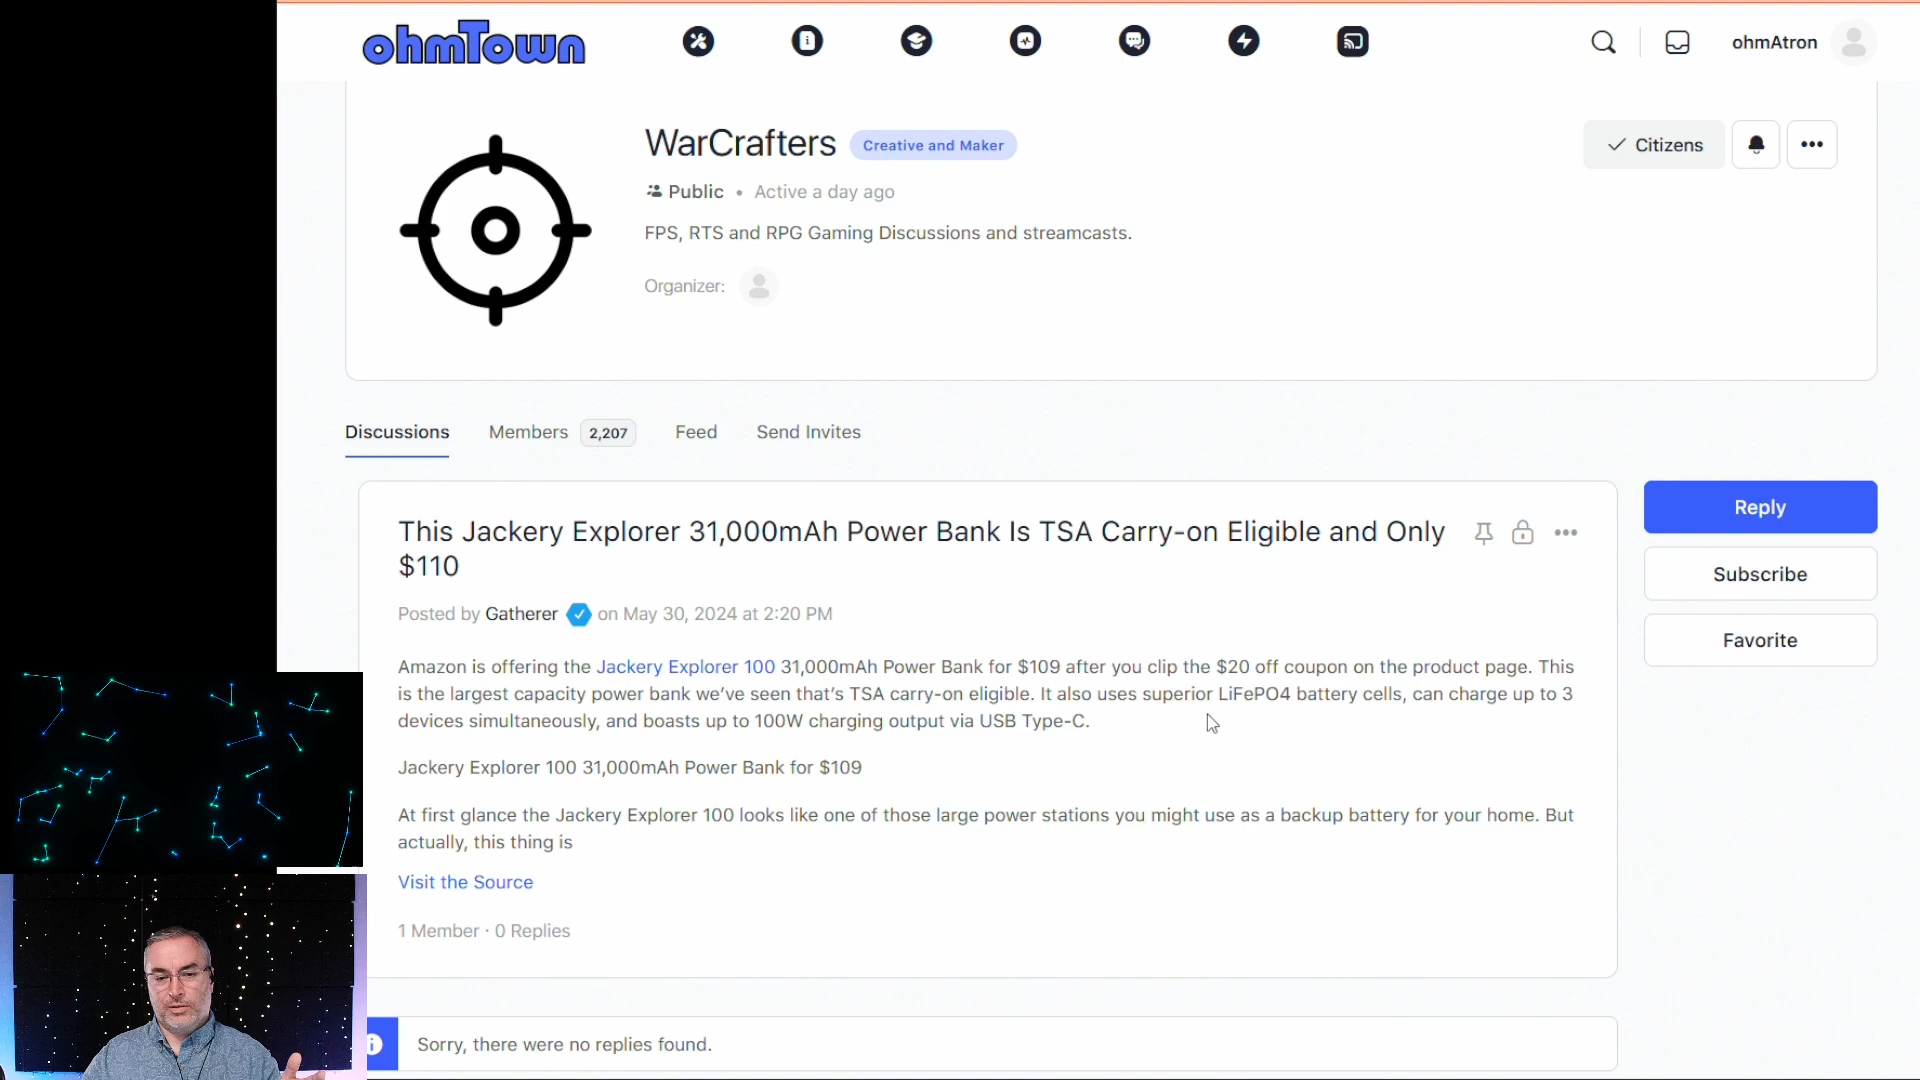 ohmTown
ohmAtron
WarCrafters
Creative and Maker
Citizens
Public • Active a day ago
FPS, RTS and RPG Gaming Discussions and streamcasts.
Organizer:
Discussions
Members 2,207
Feed
Send Invites
This Jackery Explorer 31,000mAh Power Bank Is TSA Carry-on Eligible and Only
$110
Posted by Gatherer on May 30, 2024 at 2:20 PM
Amazon is offering the Jackery Explorer 100 31,000mAh Power Bank for $109 after you clip the $20 off coupon on the product page. This
is the largest capacity power bank we've seen that's TSA carry-on eligible. It also uses superior LiFePO4 battery cells, can charge up to 3
devices simultaneously, and boasts up to 100W charging output via USB Type-C.
Jackery Explorer 100 31,000mAh Power Bank for $109
At first glance the Jackery Explorer 100 looks like one of those large power stations you might use as a backup battery for your home. But
actually, this thing is
Visit the Source
1 Member · 0 Replies
Reply
Subscribe
Favorite
Sorry, there were no replies found.